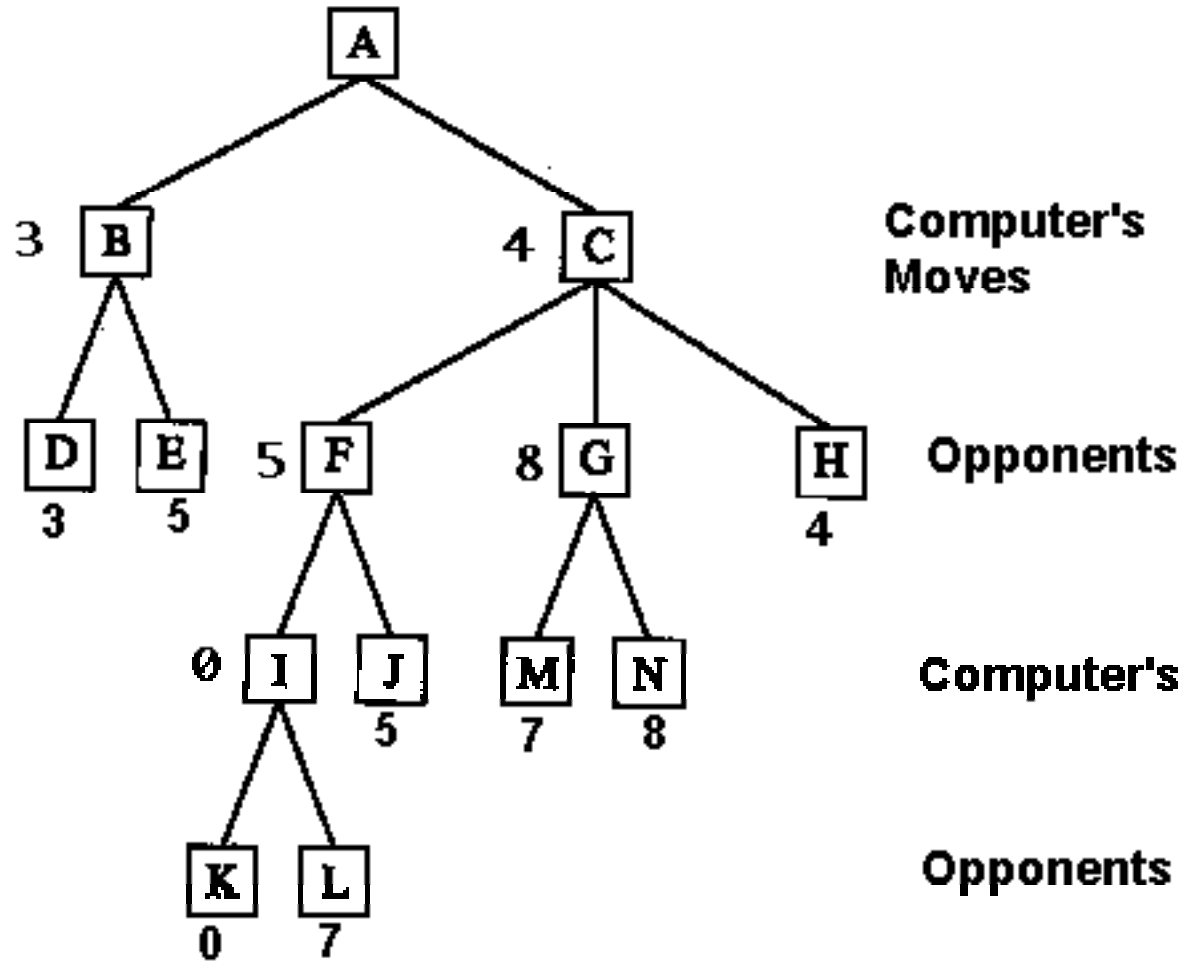 A
3 B 4 C Computer's
Moves
D E 5 F 8 G H Opponents
3 5 4
0 I J M N Computer's
5 7 8
K L Opponents
0 7